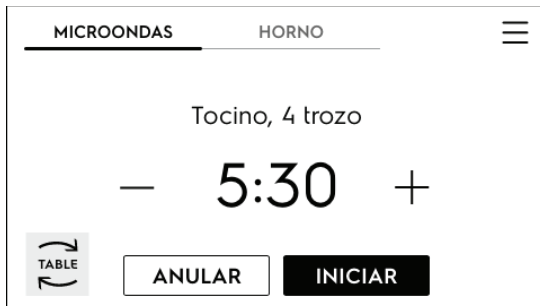 MICROONDAS HORNO
Tocino, 4 trozo
5:30
TABLE
ANULAR INICIAR